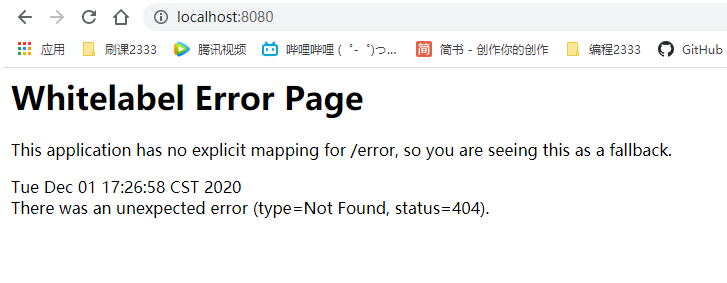 localhost:8080
应用 刷课2333 腾讯视频 哔哩哔哩 (゜-゜)つ... 简书 - 创作你的创作 编程2333 GitHub
Whitelabel Error Page
This application has no explicit mapping for /error, so you are seeing this as a fallback.
Tue Dec 01 17:26:58 CST 2020
There was an unexpected error (type=Not Found, status=404).